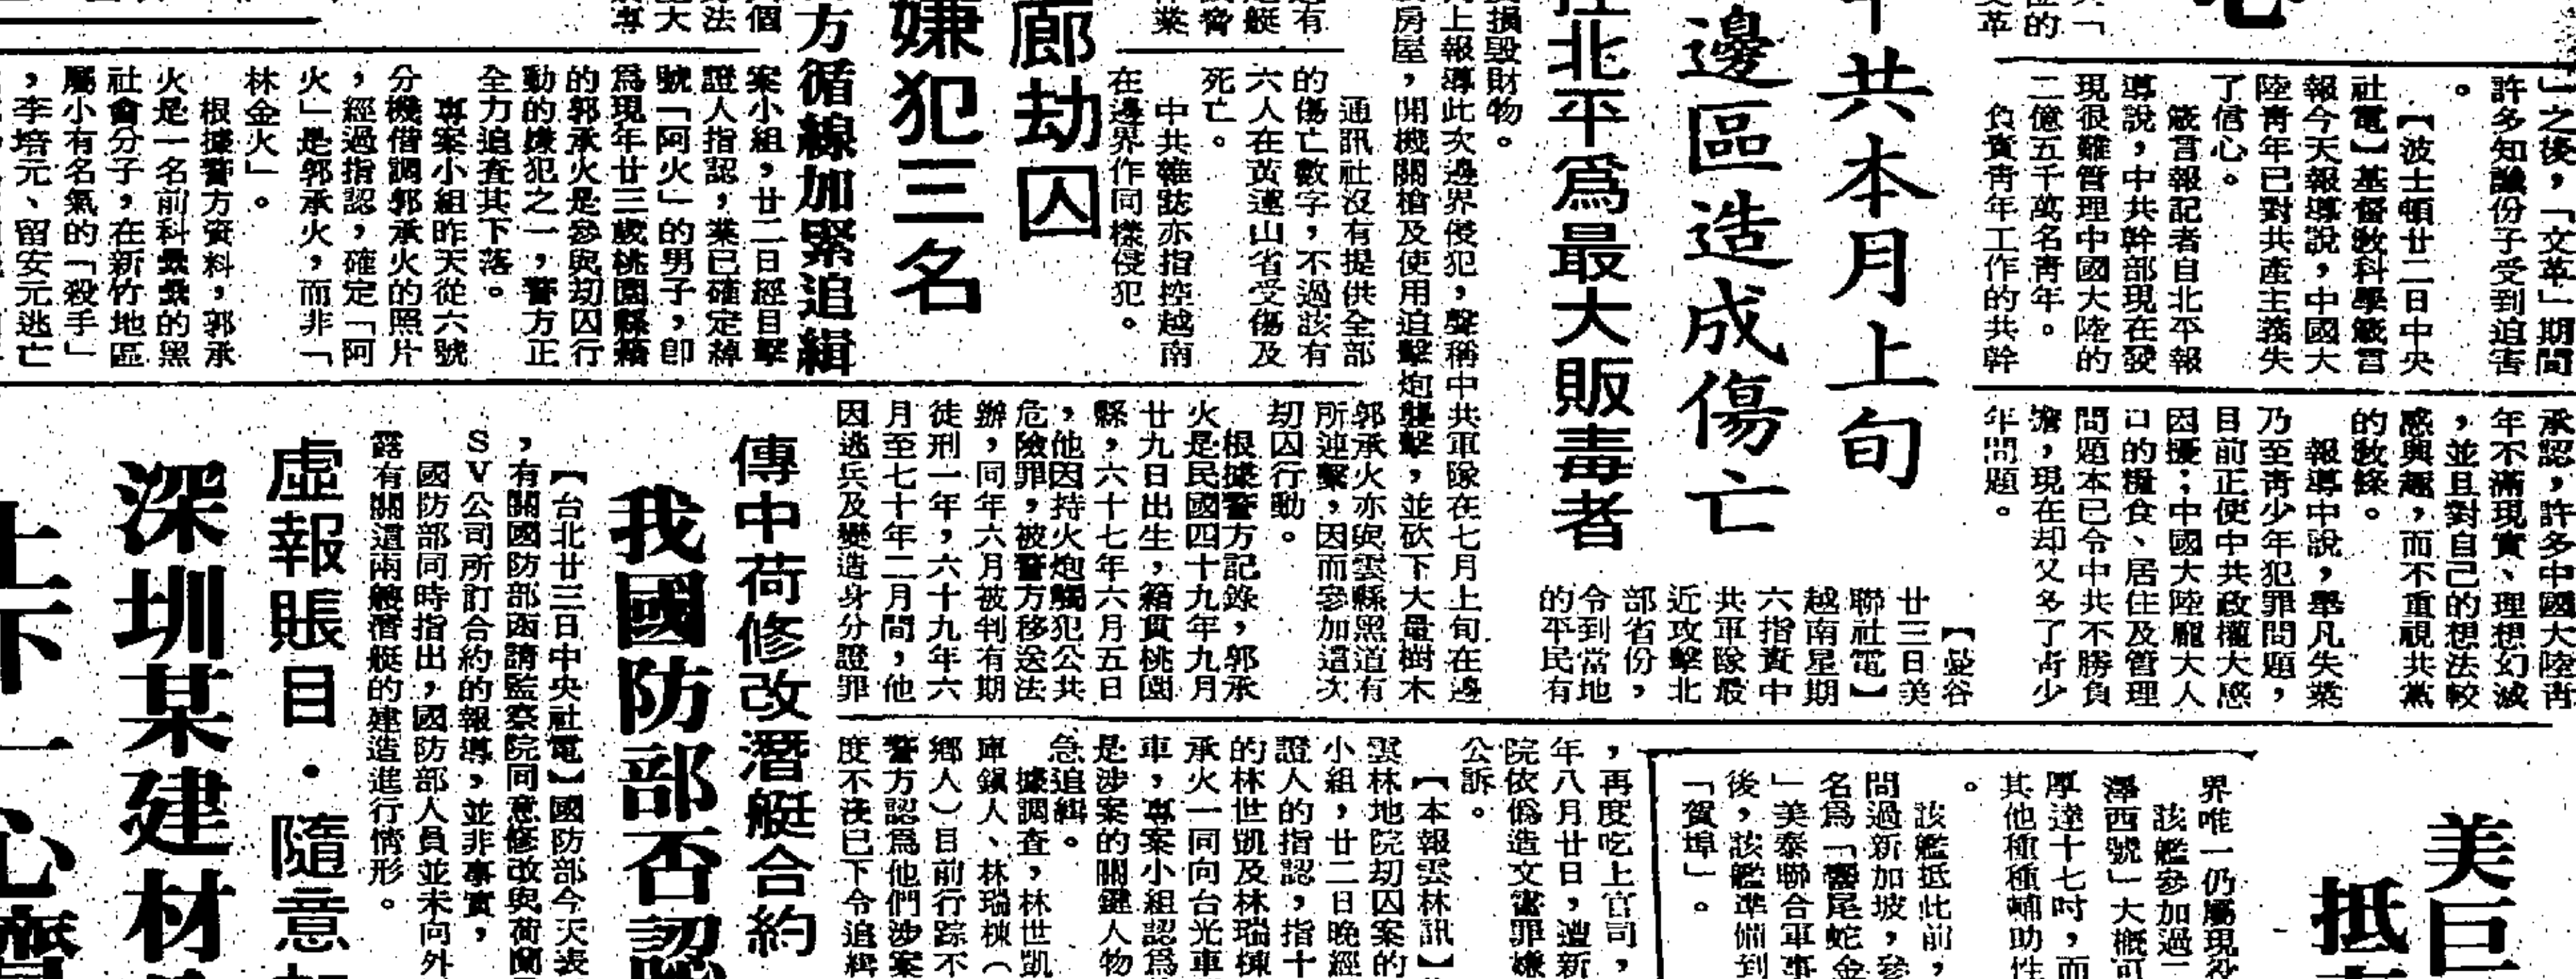 」之後，「文革」期間
許多知識份子受到迫害
。
【波士頓廿二日中央
社電】基督教科學箴言
報今天報導說，中國大
陸青年已對共產主義失
了信心。
箴言報記者自北平報
導說，中共幹部現在發
現很難管理中國大陸的
二億五千萬名青年。
負責青年工作的共幹
承認，許多中國大陸青
年不滿現實、理想幻滅
，並且對自己的想法較
感興趣，而不重視共黨
的教條。
報導中說，舉凡失業
乃至青少年犯罪問題，
目前正使中共政權大感
困擾；中國大陸龐大人
口的糧食、居住及管理
問題本已令中共不勝負
擔，現在却又多了青少
年問題。
中共本月上旬
邊區造成傷亡
北平爲最大販毒者
【曼谷
廿三日美
聯社電】
越南星期
六指責中
共軍隊最
近攻擊北
部省份，
令到當地
的平民有
損毀財物。
上報導此次邊界侵犯，聲稱中共軍隊在七月上旬在邊
房屋，開機關槍及使用迫擊炮襲擊，並砍下大量樹木
通訊社沒有提供全部
的傷亡數字，不過該有
六人在黃連山省受傷及
死亡。
中共雜誌亦指控越南
在邊界作同樣侵犯。
廊劫囚
嫌犯三名
方循線加緊追緝
案小組，廿二日經目擊
證人指認，業已確定綽
號「阿火」的男子，即
爲現年廿三歲桃園縣籍
的郭承火是參與劫囚行
動的嫌犯之一，警方正
全力追查其下落。
專案小組昨天從六號
分機借調郭承火的照片
，經過指認，確定「阿
火」是郭承火，而非「
林金火」。
根據警方資料，郭承
火是一名前科纍纍的黑
社會分子，在新竹地區
屬小有名氣的「殺手」
，李培元、留安元逃亡
郭承火亦與雲縣黑道有
所連繫，因而參加這次
劫囚行動。
根據警方記錄，郭承
火是民國四十九年九月
廿九日出生，籍貫桃園
縣，六十七年六月五日
，他因持火炮觸犯公共
危險罪，被警方移送法
辦，同年六月被判有期
徒刑一年，六十九年六
月至七十年二月間，他
因逃兵及變造身分證罪
，再度吃上官司，
年八月廿日，遭新
院依僞造文書罪嫌
公訴。
【本報雲林訊】
雲林地院劫囚案的
小組，廿二日晚經
證人的指認，指十
的林世凱及林瑞棟
承火一同向台光車
車，專案小組認爲
是涉案的關鍵人物
急追緝。
據調查，林世凱
庫鎮人、林瑞棟（
鄉人）目前行踪不
警方認爲他們涉案
度不淺已下令追緝
傳中荷修改潛艇合約
我國防部否認
【台北廿三日中央社電】國防部今天表
，有關國防部函請監察院同意修改與荷蘭
ＳＶ公司所訂合約的報導，並非事實，
國防部同時指出，國防部人員並未向外
露有關這兩艘潛艇的建造進行情形。
虛報賬目・隨意
深圳某建材
上下一心
美巨
抵
界唯一仍屬現役
該艦參加過二
澤西號」大概可
厚達十七吋，而
其他種種輔助性
。
該艦抵此前，
問過新加坡，參
名爲「響尾蛇金
」美泰聯合軍事
後，該艦準備到
「賀埠」。